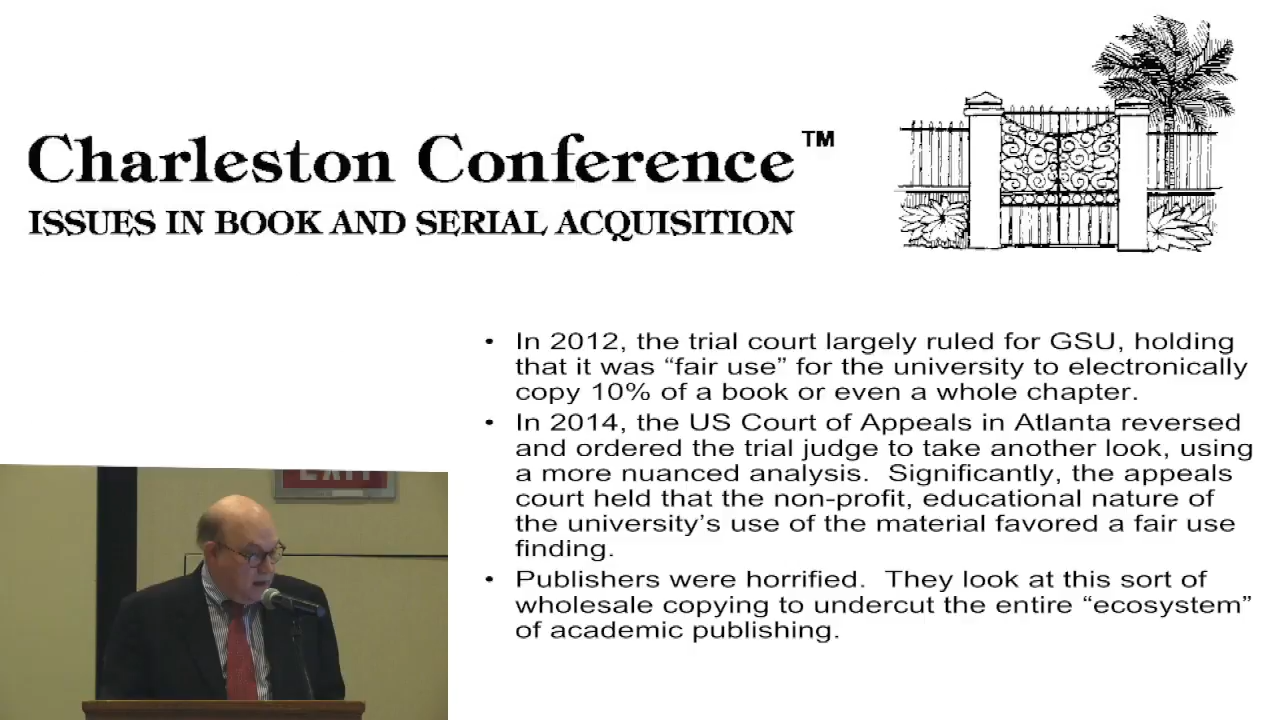 Charleston Conference™
ISSUES IN BOOK AND SERIAL ACQUISITION
• In 2012, the trial court largely ruled for GSU, holding
that it was “fair use” for the university to electronically
copy 10% of a book or even a whole chapter.
• In 2014, the US Court of Appeals in Atlanta reversed
and ordered the trial judge to take another look, using
a more nuanced analysis.  Significantly, the appeals
court held that the non-profit, educational nature of
the university’s use of the material favored a fair use
finding.
• Publishers were horrified.  They look at this sort of
wholesale copying to undercut the entire “ecosystem”
of academic publishing.
EXIT